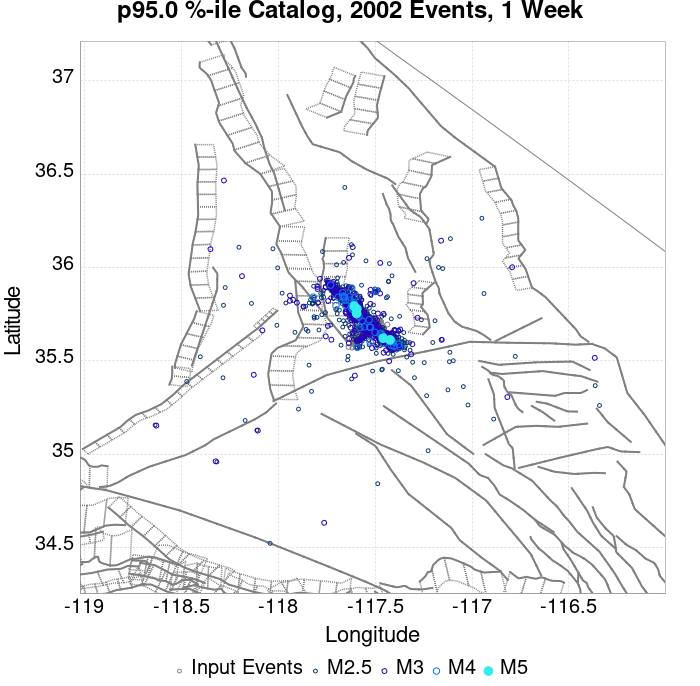 p95.0 %-ile Catalog, 2002 Events, 1 Week
37
36.5
36
35.5
35
34.5
Latitude
-119 -118.5 -118 -117.5 -117 -116.5
Longitude
Input Events M2.5 M3 M4 M5